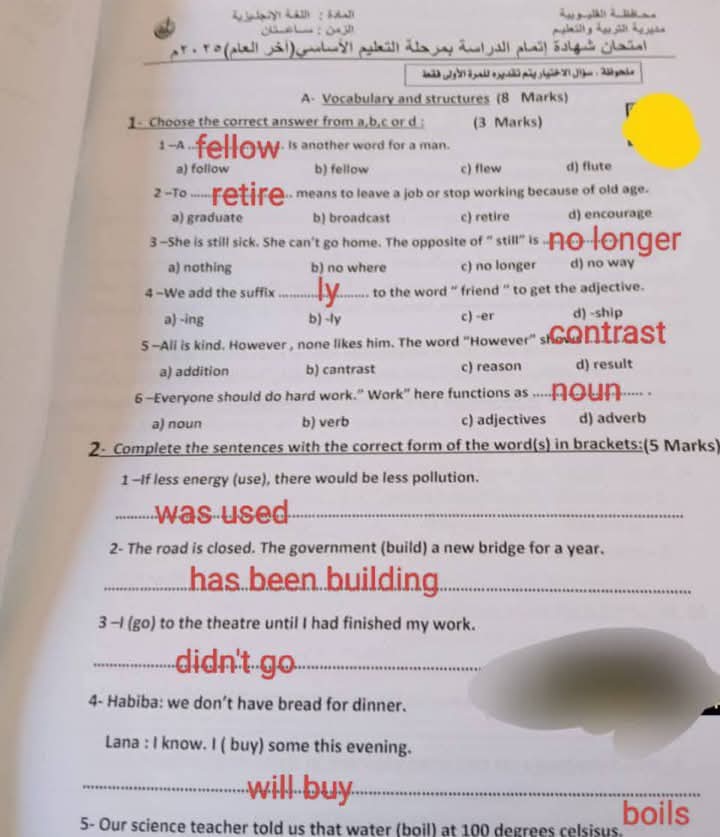 محافظة القليوبية
المادة : اللغة الإنجليزية
مديرية التربية والتعليم
الزمن : ساعتان
امتحان شهادة إتمام الدراسة بمرحلة التعليم الأساسي(آخر العام)٢٠٢٥م
ملحوظة . سؤال الاختيار يتم تقديره للمرة الأولى فقط
A- Vocabulary and structures (8 Marks)
1- Choose the correct answer from a,b,c or d : (3 Marks)
1 –A ..fellow. Is another word for a man.
a) follow b) fellow c) flew d) flute
2 –To ......retire.. means to leave a job or stop working because of old age.
a) graduate b) broadcast c) retire d) encourage
3 –She is still sick. She can't go home. The opposite of " still" is ..no longer
a) nothing b) no where c) no longer d) no way
4 –We add the suffix ...........ly........ to the word " friend " to get the adjective.
a) -ing b) -ly c) -er d) -ship
5 –Ali is kind. However , none likes him. The word "However" shows contrast
a) addition b) cantrast c) reason d) result
6 –Everyone should do hard work." Work" here functions as .....noun...... .
a) noun b) verb c) adjectives d) adverb
2- Complete the sentences with the correct form of the word(s) in brackets:(5 Marks)
1 –If less energy (use), there would be less pollution.
was used
2- The road is closed. The government (build) a new bridge for a year.
has been building
3 –I (go) to the theatre until I had finished my work.
didn't go
4- Habiba: we don't have bread for dinner.
Lana : I know. I ( buy) some this evening.
will buy
boils
5- Our science teacher told us that water (boil) at 100 degrees celsisus.